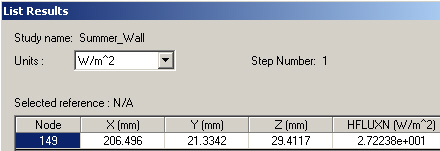 List Results
Study name: Summer_Wall
Units : W/m^2 Step Number: 1
Selected reference : N/A
Node X (mm) Y (mm) Z (mm) HFLUXN (W/m^2)
149 206.496 21.3342 29.4117 2.72238e+001